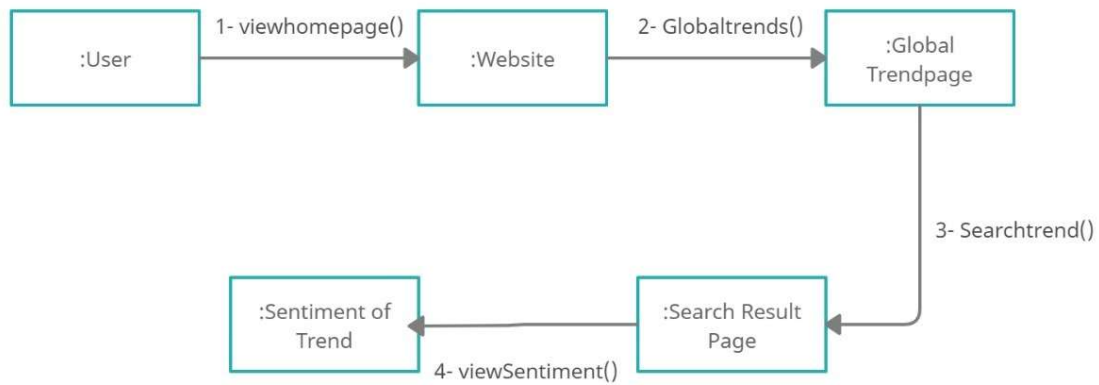 1- viewhomepage()
2- Globaltrends()
:User
:Website
:Global
Trendpage
3- Searchtrend()
:Sentiment of
Trend
:Search Result
Page
4- viewSentiment()